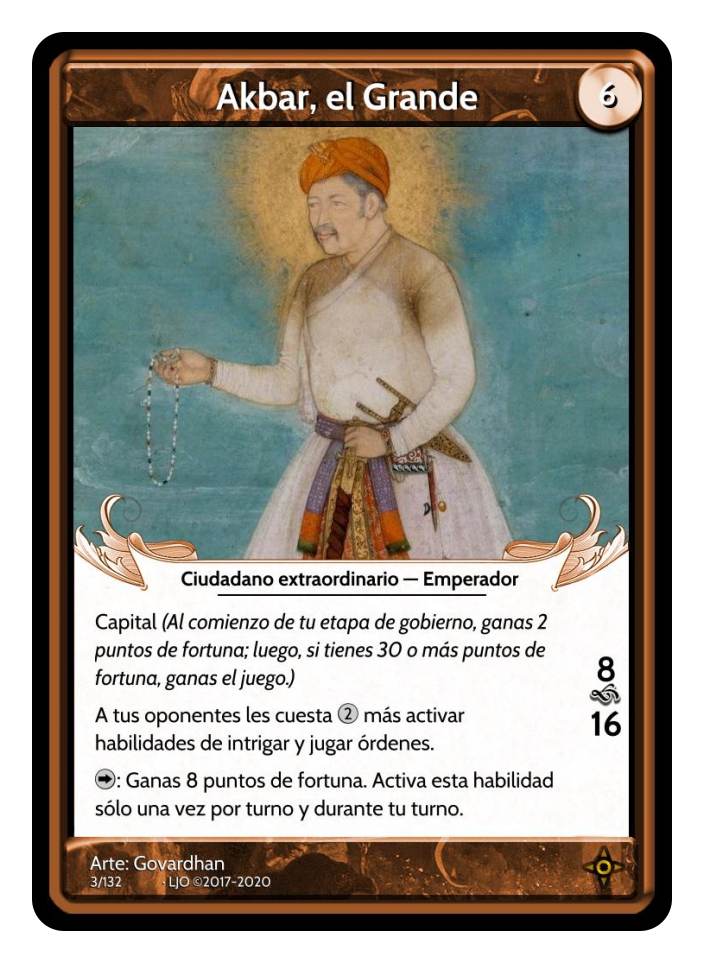 Akbar, el Grande
6
Ciudadano extraordinario — Emperador
Capital (Al comienzo de tu etapa de gobierno, ganas 2
puntos de fortuna; luego, si tienes 30 o más puntos de
fortuna, ganas el juego.)
A tus oponentes les cuesta 2 más activar
habilidades de intrigar y jugar órdenes.
: Ganas 8 puntos de fortuna. Activa esta habilidad
sólo una vez por turno y durante tu turno.
8
16
Arte: Govardhan
3/132 · LJO ©2017-2020